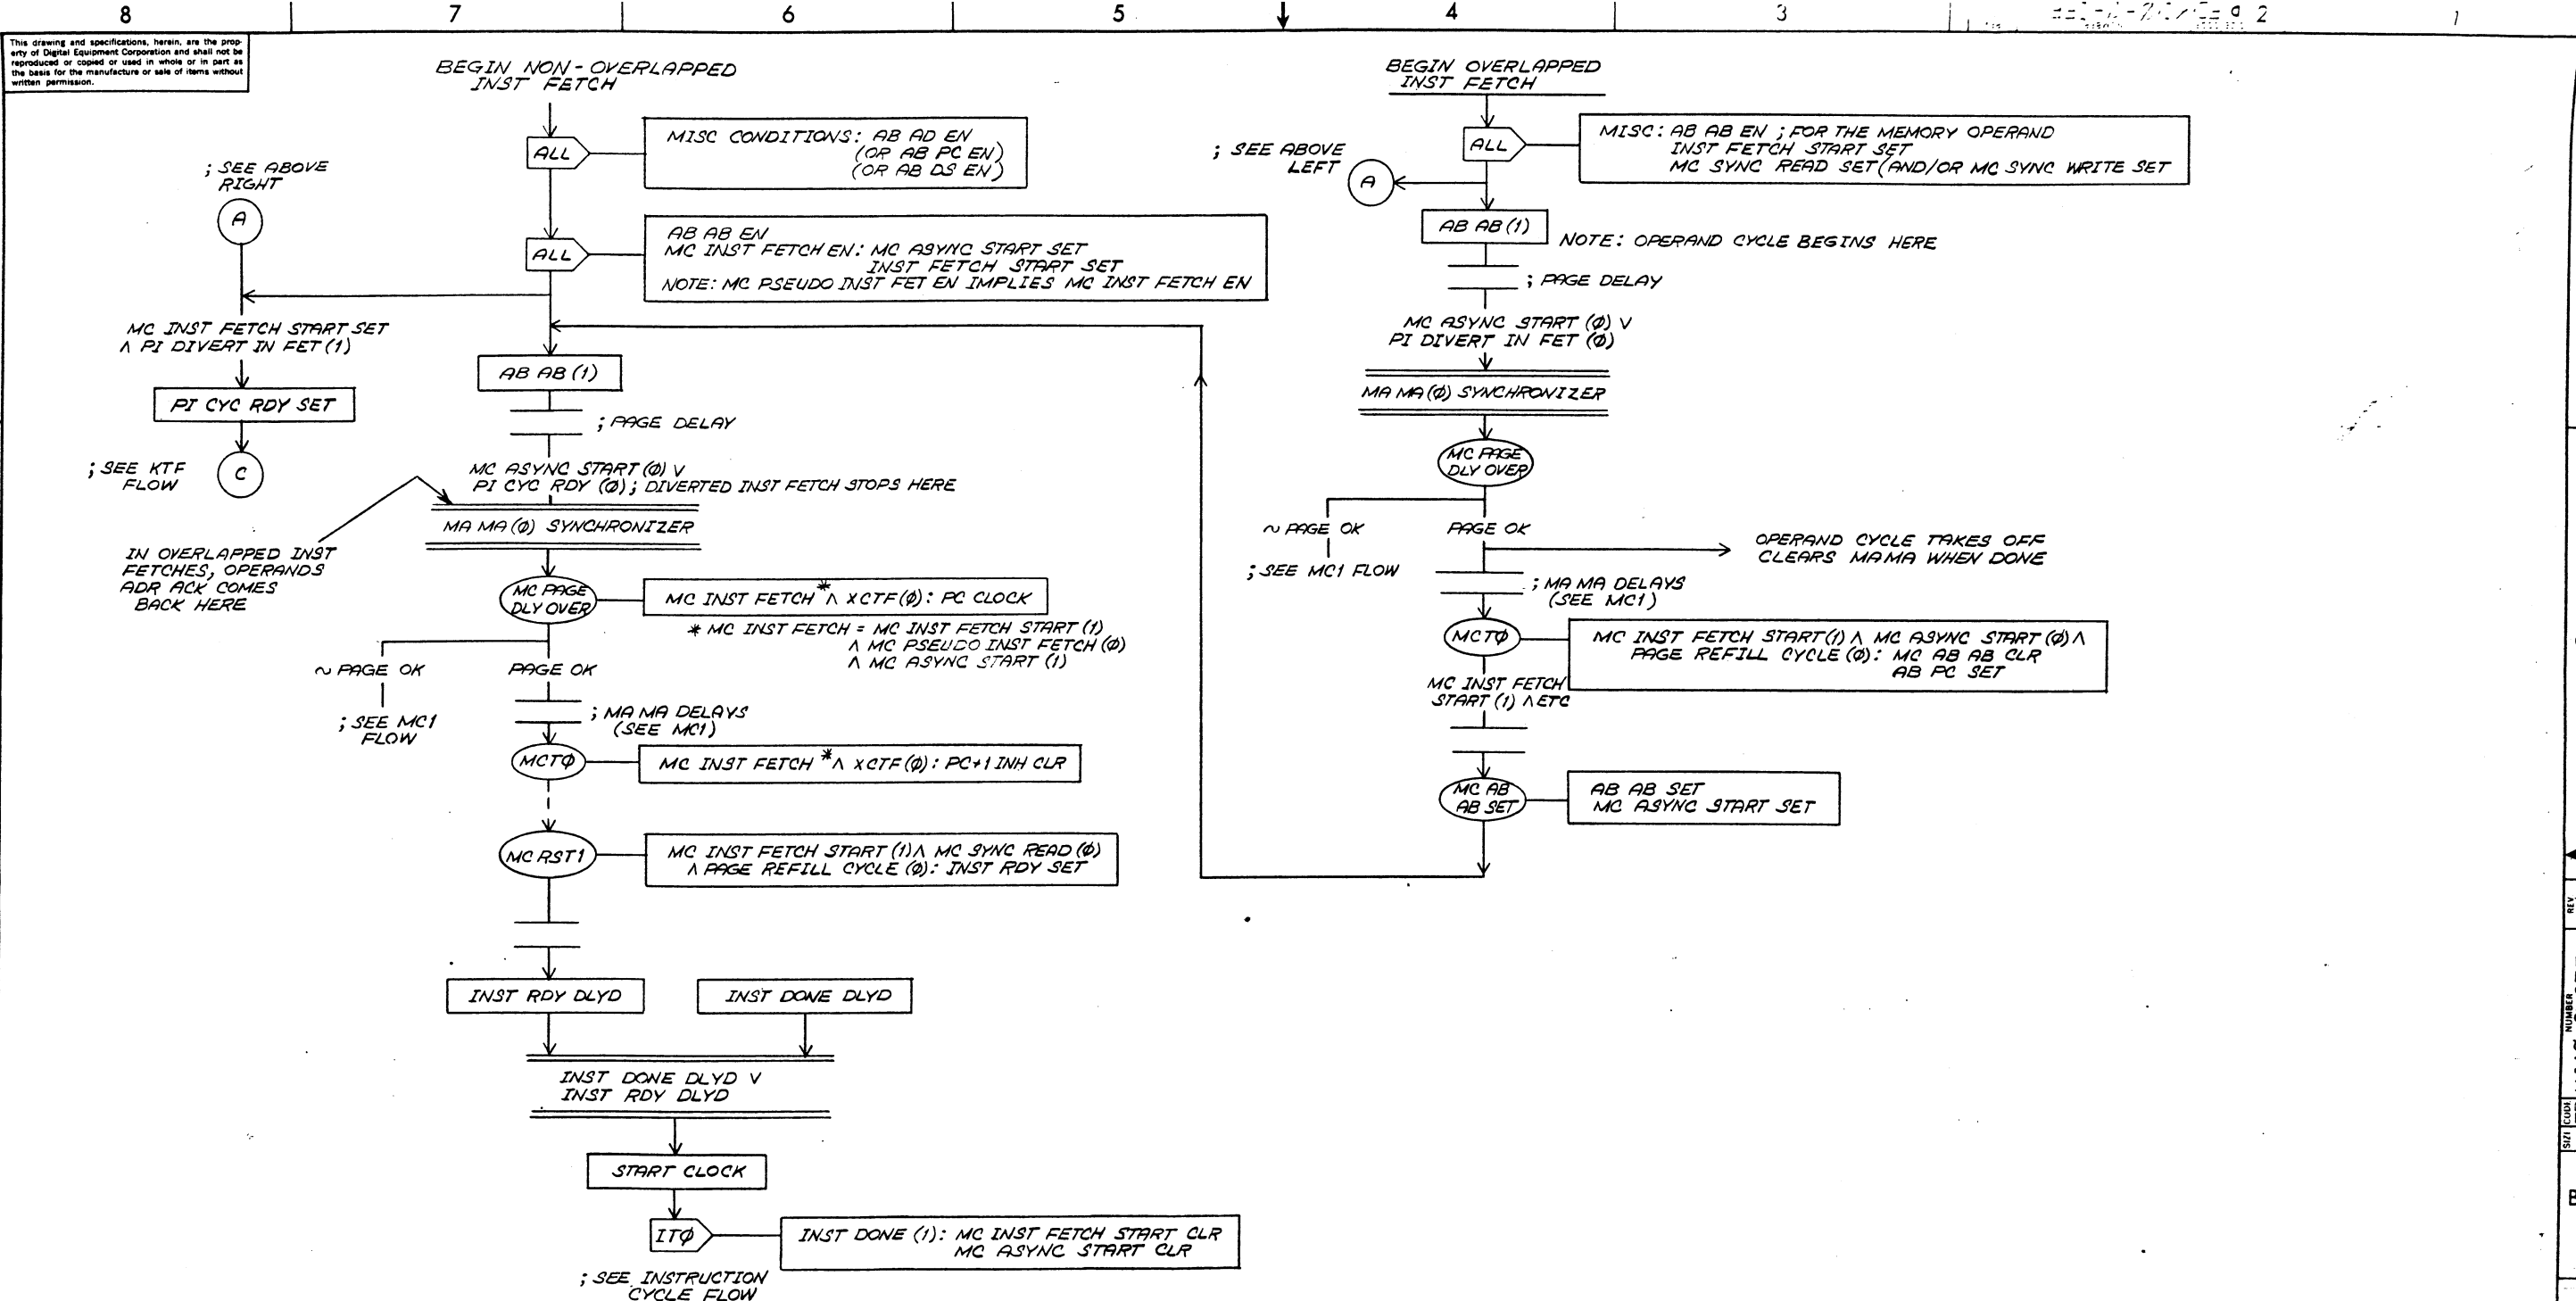 8 7 6 5 4 3 2 1
This drawing and specifications, herein, are the prop-
erty of Digital Equipment Corporation and shall not be
reproduced or copied or used in whole or in part as
the basis for the manufacture or sale of items without
written permission.
BEGIN NON-OVERLAPPED
INST FETCH
ALL
MISC CONDITIONS: AB AD EN
(OR AB PC EN)
(OR AB DS EN)
; SEE ABOVE
RIGHT
A
ALL
AB AB EN
MC INST FETCH EN: MC ASYNC START SET
INST FETCH START SET
NOTE: MC PSEUDO INST FET EN IMPLIES MC INST FETCH EN
MC INST FETCH START SET
∧ PI DIVERT IN FET (1)
PI CYC RDY SET
; SEE KTF
FLOW
C
AB AB (1)
; PAGE DELAY
MC ASYNC START (Ø) V
PI CYC RDY (Ø); DIVERTED INST FETCH STOPS HERE
MA MA (Ø) SYNCHRONIZER
IN OVERLAPPED INST
FETCHES, OPERANDS
ADR ACK COMES
BACK HERE
MC PAGE
DLY OVER
MC INST FETCH * ∧ XCTF (Ø): PC CLOCK
* MC INST FETCH = MC INST FETCH START (1)
∧ MC PSEUDO INST FETCH (Ø)
∧ MC ASYNC START (1)
~ PAGE OK
PAGE OK
; SEE MC1
FLOW
; MA MA DELAYS
(SEE MC1)
MCTØ
MC INST FETCH * ∧ XCTF (Ø): PC+1 INH CLR
MC RST1
MC INST FETCH START (1) ∧ MC SYNC READ (Ø)
∧ PAGE REFILL CYCLE (Ø): INST RDY SET
INST RDY DLYD
INST DONE DLYD
INST DONE DLYD V
INST RDY DLYD
START CLOCK
ITØ
INST DONE (1): MC INST FETCH START CLR
MC ASYNC START CLR
; SEE INSTRUCTION
CYCLE FLOW
BEGIN OVERLAPPED
INST FETCH
ALL
MISC: AB AB EN ; FOR THE MEMORY OPERAND
INST FETCH START SET
MC SYNC READ SET (AND/OR MC SYNC WRITE SET
; SEE ABOVE
LEFT
A
AB AB (1)
NOTE: OPERAND CYCLE BEGINS HERE
; PAGE DELAY
MC ASYNC START (Ø) V
PI DIVERT IN FET (Ø)
MA MA (Ø) SYNCHRONIZER
MC PAGE
DLY OVER
~ PAGE OK
PAGE OK
; SEE MC1 FLOW
OPERAND CYCLE TAKES OFF
CLEARS MA MA WHEN DONE
; MA MA DELAYS
(SEE MC1)
MCTØ
MC INST FETCH START (1) ∧ MC ASYNC START (Ø) ∧
PAGE REFILL CYCLE (Ø): MC AB AB CLR
AB PC SET
MC INST FETCH
START (1) ∧ ETC
MC AB
AB SET
AB AB SET
MC ASYNC START SET
REV
NUMBER
SIZE CODE